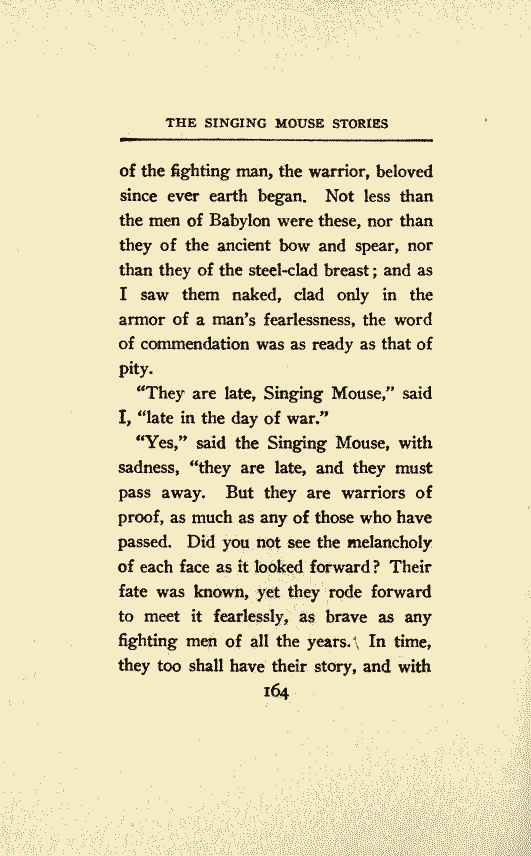 THE SINGING MOUSE STORIES
of the fighting man, the warrior, beloved
since ever earth began. Not less than
the men of Babylon were these, nor than
they of the ancient bow and spear, nor
than they of the steel-clad breast; and as
I saw them naked, clad only in the
armor of a man's fearlessness, the word
of commendation was as ready as that of
pity.
"They are late, Singing Mouse," said
I, "late in the day of war."
"Yes," said the Singing Mouse, with
sadness, "they are late, and they must
pass away. But they are warriors of
proof, as much as any of those who have
passed. Did you not see the melancholy
of each face as it looked forward? Their
fate was known, yet they rode forward
to meet it fearlessly, as brave as any
fighting men of all the years. In time,
they too shall have their story, and with
164